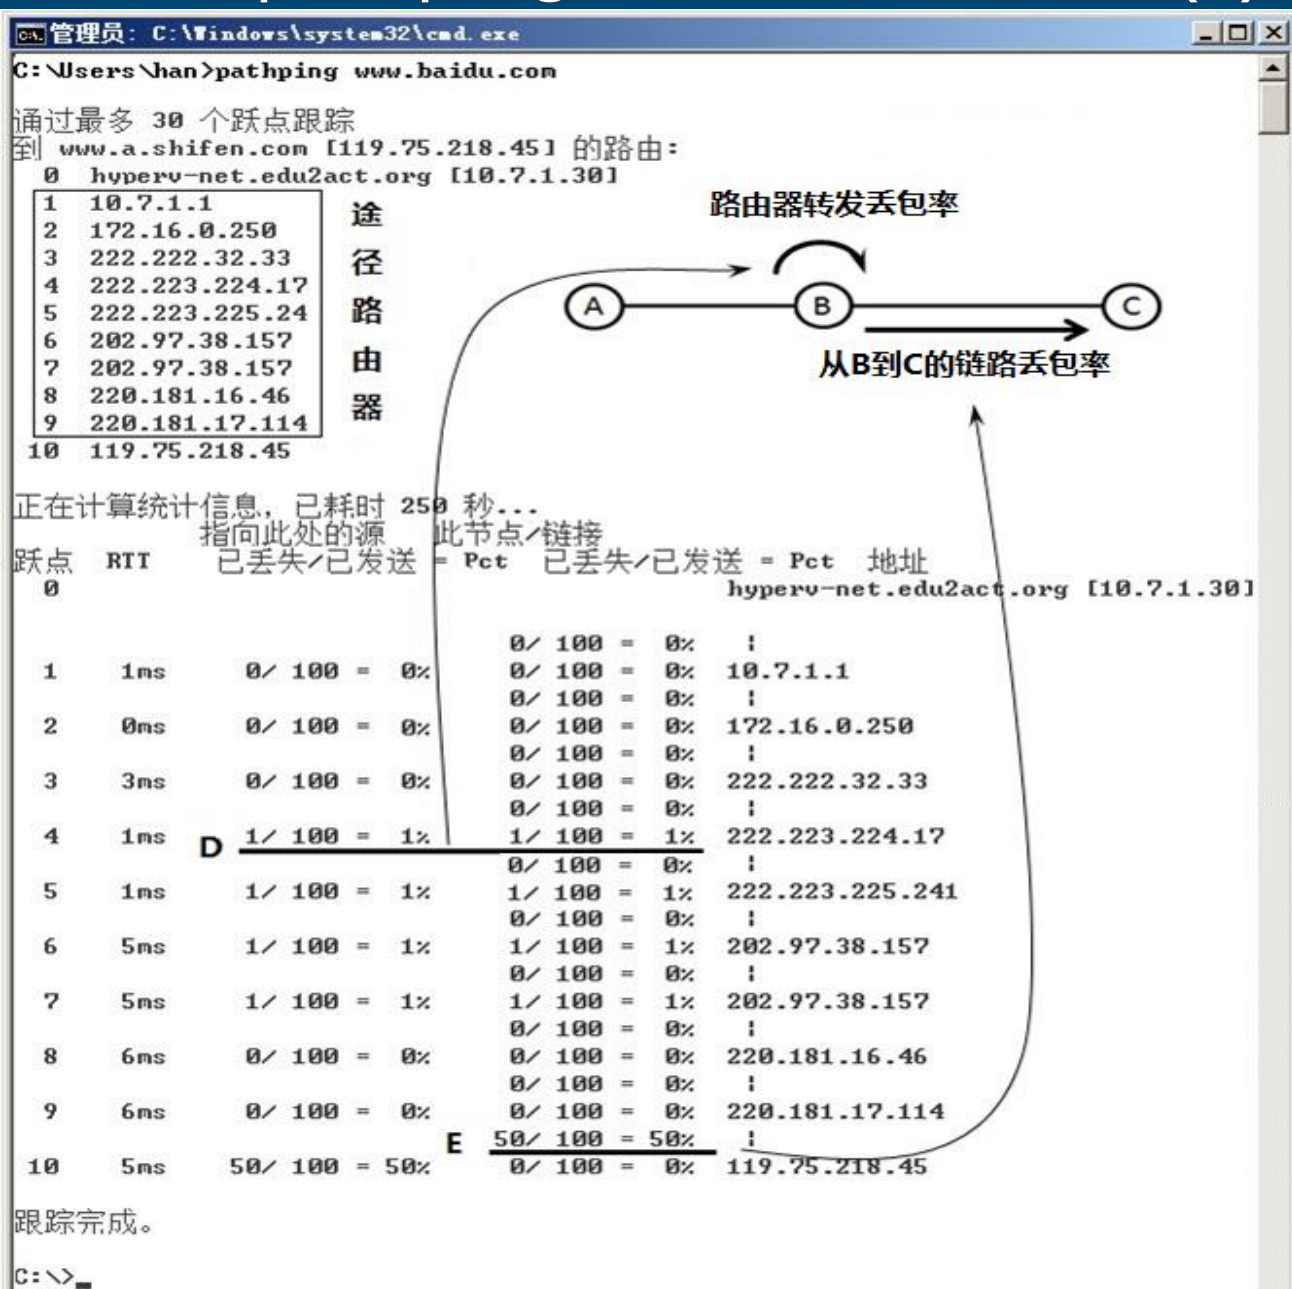 管理员: C:\Windows\system32\cmd.exe
C:\Users\han>pathping www.baidu.com
通过最多 30 个跃点跟踪
到 www.a.shifen.com [119.75.218.45] 的路由:
0 hyperv-net.edu2act.org [10.7.1.30]
1 10.7.1.1
2 172.16.0.250
3 222.222.32.33
4 222.223.224.17
5 222.223.225.24
6 202.97.38.157
7 202.97.38.157
8 220.181.16.46
9 220.181.17.114
10 119.75.218.45
途径路由器
路由器转发丢包率
A B C
从B到C的链路丢包率
正在计算统计信息，已耗时 250 秒...
指向此处的源 此节点/链接
跃点 RTT 已丢失/已发送 = Pct 已丢失/已发送 = Pct 地址
0 hyperv-net.edu2act.org [10.7.1.30]
0/ 100 = 0% |
1 1ms 0/ 100 = 0% 0/ 100 = 0% 10.7.1.1
0/ 100 = 0% |
2 0ms 0/ 100 = 0% 0/ 100 = 0% 172.16.0.250
0/ 100 = 0% |
3 3ms 0/ 100 = 0% 0/ 100 = 0% 222.222.32.33
0/ 100 = 0% |
4 1ms D 1/ 100 = 1% 1/ 100 = 1% 222.223.224.17
0/ 100 = 0% |
5 1ms 1/ 100 = 1% 1/ 100 = 1% 222.223.225.241
0/ 100 = 0% |
6 5ms 1/ 100 = 1% 1/ 100 = 1% 202.97.38.157
0/ 100 = 0% |
7 5ms 1/ 100 = 1% 1/ 100 = 1% 202.97.38.157
0/ 100 = 0% |
8 6ms 0/ 100 = 0% 0/ 100 = 0% 220.181.16.46
0/ 100 = 0% |
9 6ms 0/ 100 = 0% 0/ 100 = 0% 220.181.17.114
E 50/ 100 = 50% |
10 5ms 50/ 100 = 50% 0/ 100 = 0% 119.75.218.45
跟踪完成。
C:\>